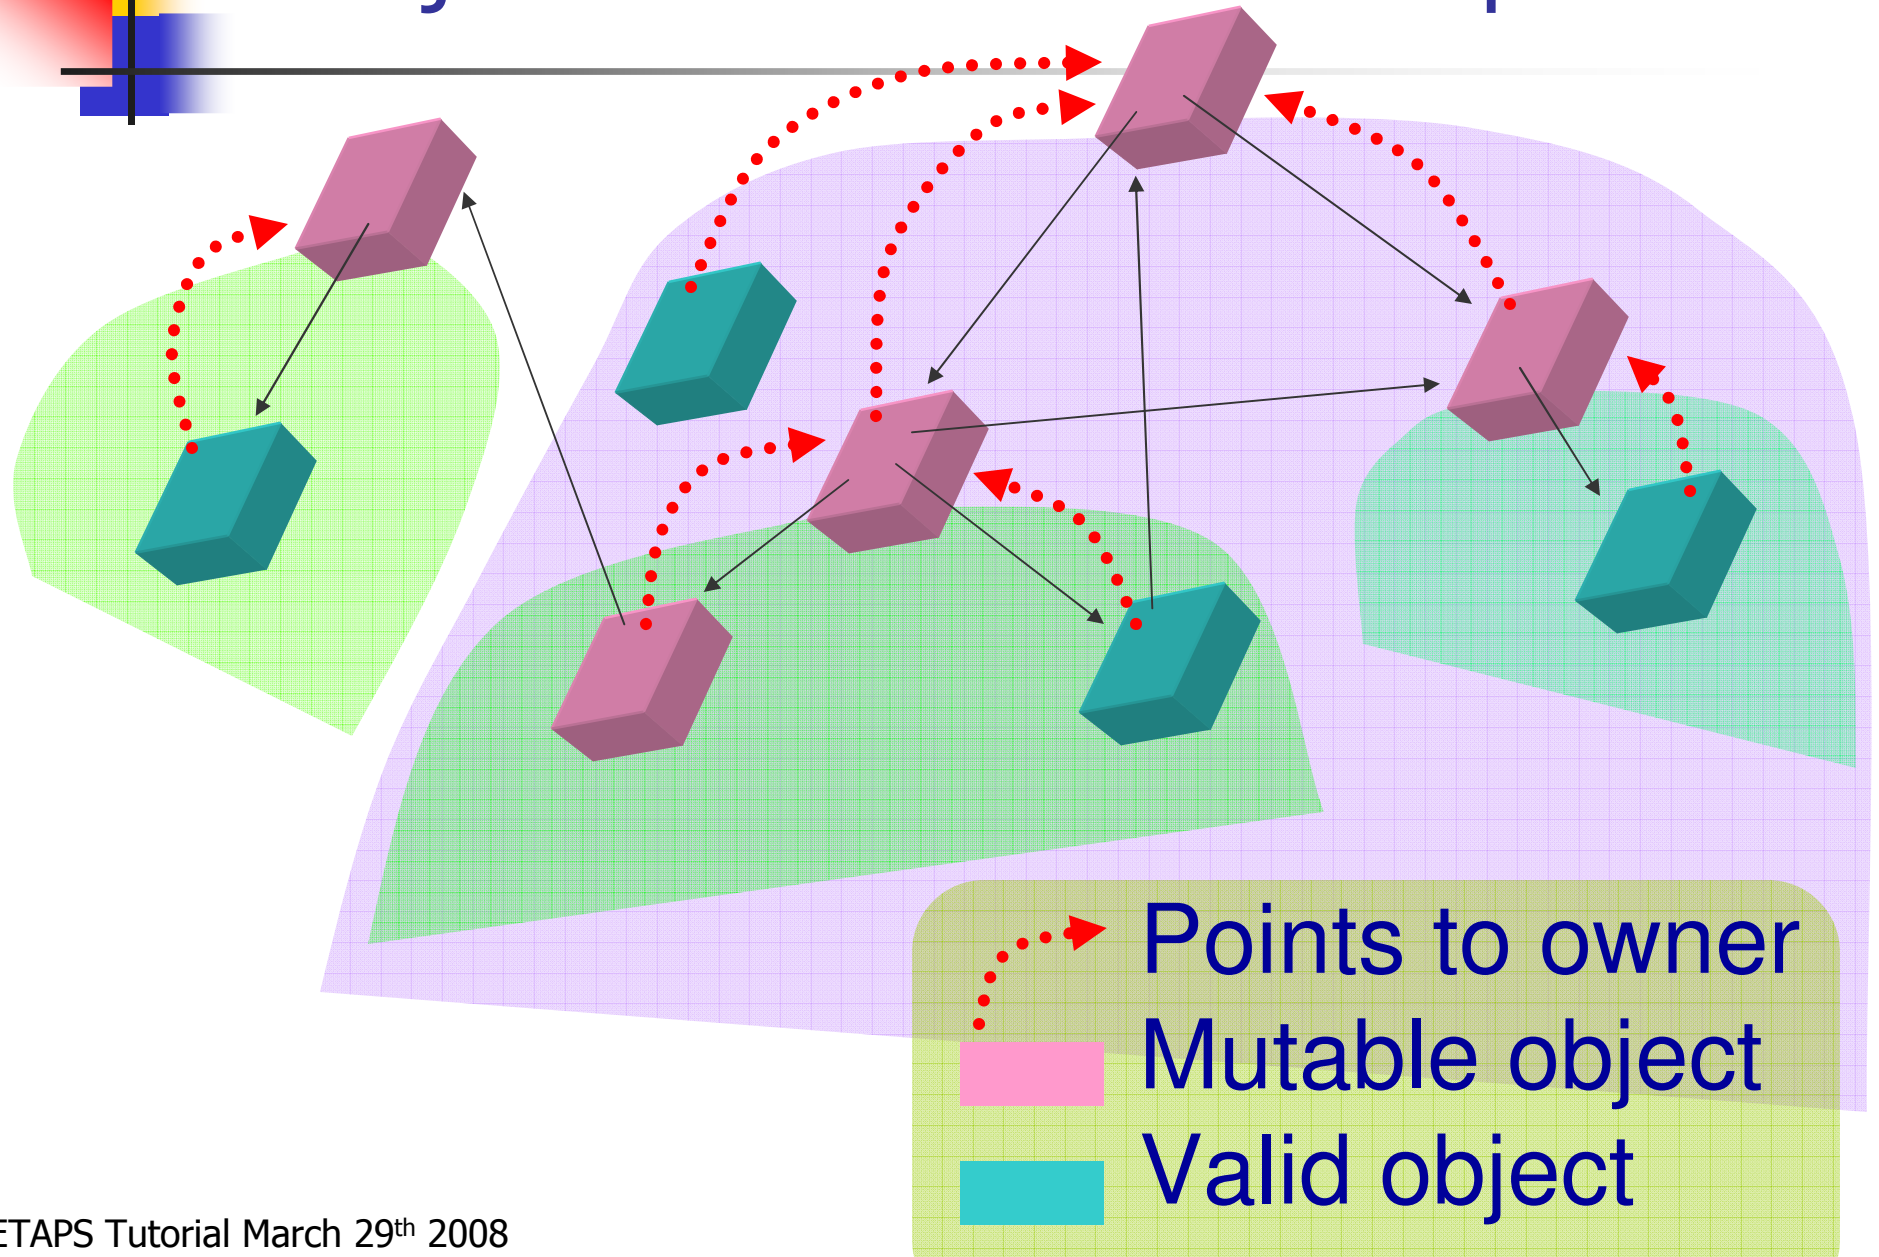 Points to owner
Mutable object
Valid object
ETAPS Tutorial March 29th 2008